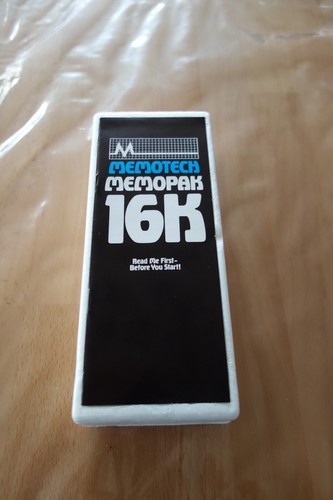 M
MEMOTECH
MEMOPAK
16K
Read Me First-
Before You Start!